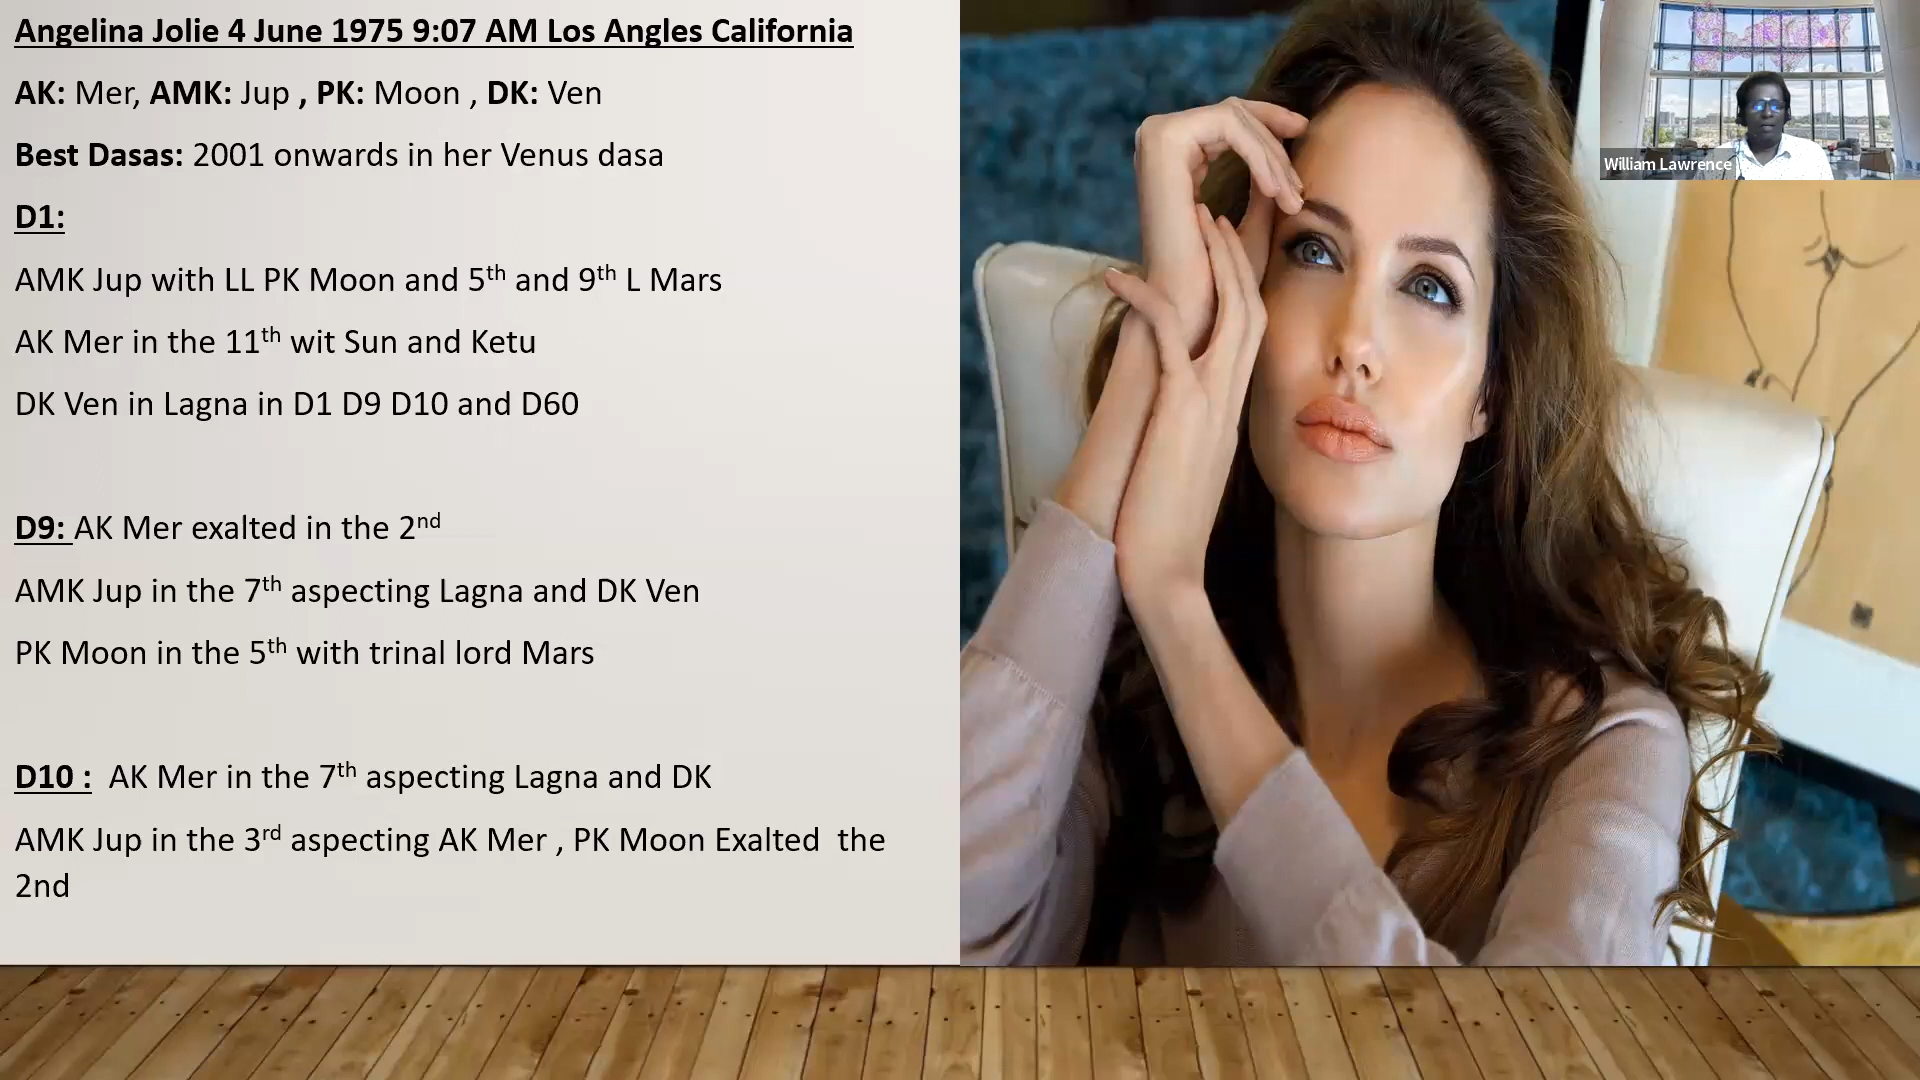 Angelina Jolie 4 June 1975 9:07 AM Los Angles California
AK: Mer, AMK: Jup , PK: Moon , DK: Ven
Best Dasas: 2001 onwards in her Venus dasa
D1:
AMK Jup with LL PK Moon and 5th and 9th L Mars
AK Mer in the 11th wit Sun and Ketu
DK Ven in Lagna in D1 D9 D10 and D60
D9: AK Mer exalted in the 2nd
AMK Jup in the 7th aspecting Lagna and DK Ven
PK Moon in the 5th with trinal lord Mars
D10 : AK Mer in the 7th aspecting Lagna and DK
AMK Jup in the 3rd aspecting AK Mer , PK Moon Exalted the
2nd
William Lawrence